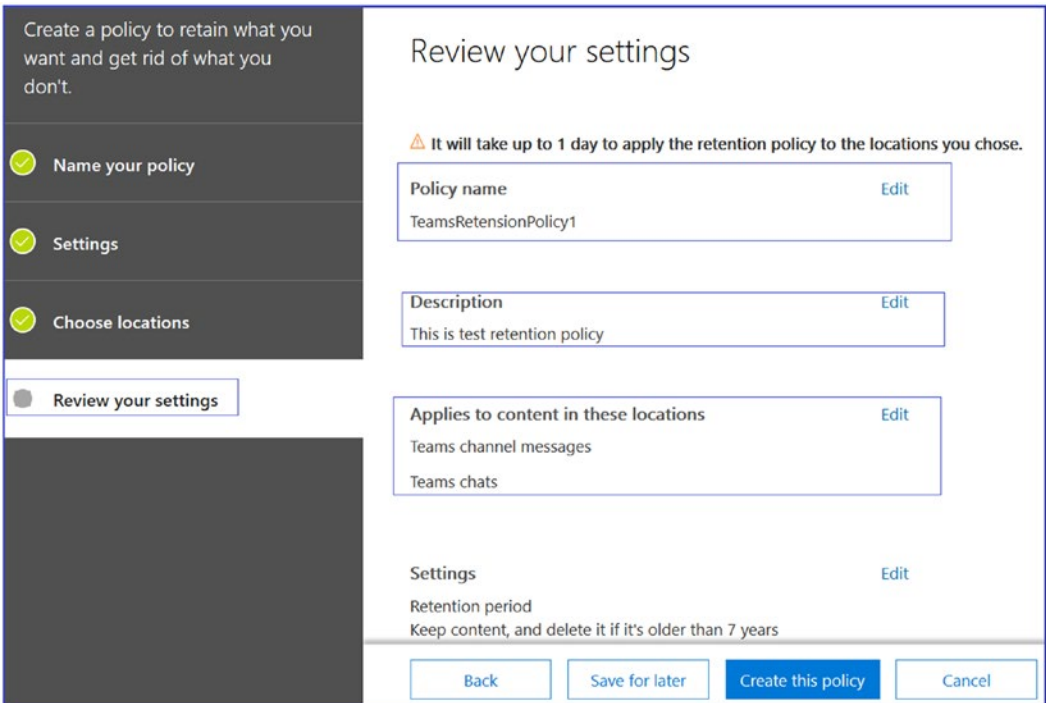 Create a policy to retain what you
want and get rid of what you
don't.
Name your policy
Settings
Choose locations
Review your settings
Review your settings
It will take up to 1 day to apply the retention policy to the locations you chose.
Policy name Edit
TeamsRetensionPolicy1
Description Edit
This is test retention policy
Applies to content in these locations Edit
Teams channel messages
Teams chats
Settings Edit
Retention period
Keep content, and delete it if it's older than 7 years
Back Save for later Create this policy Cancel